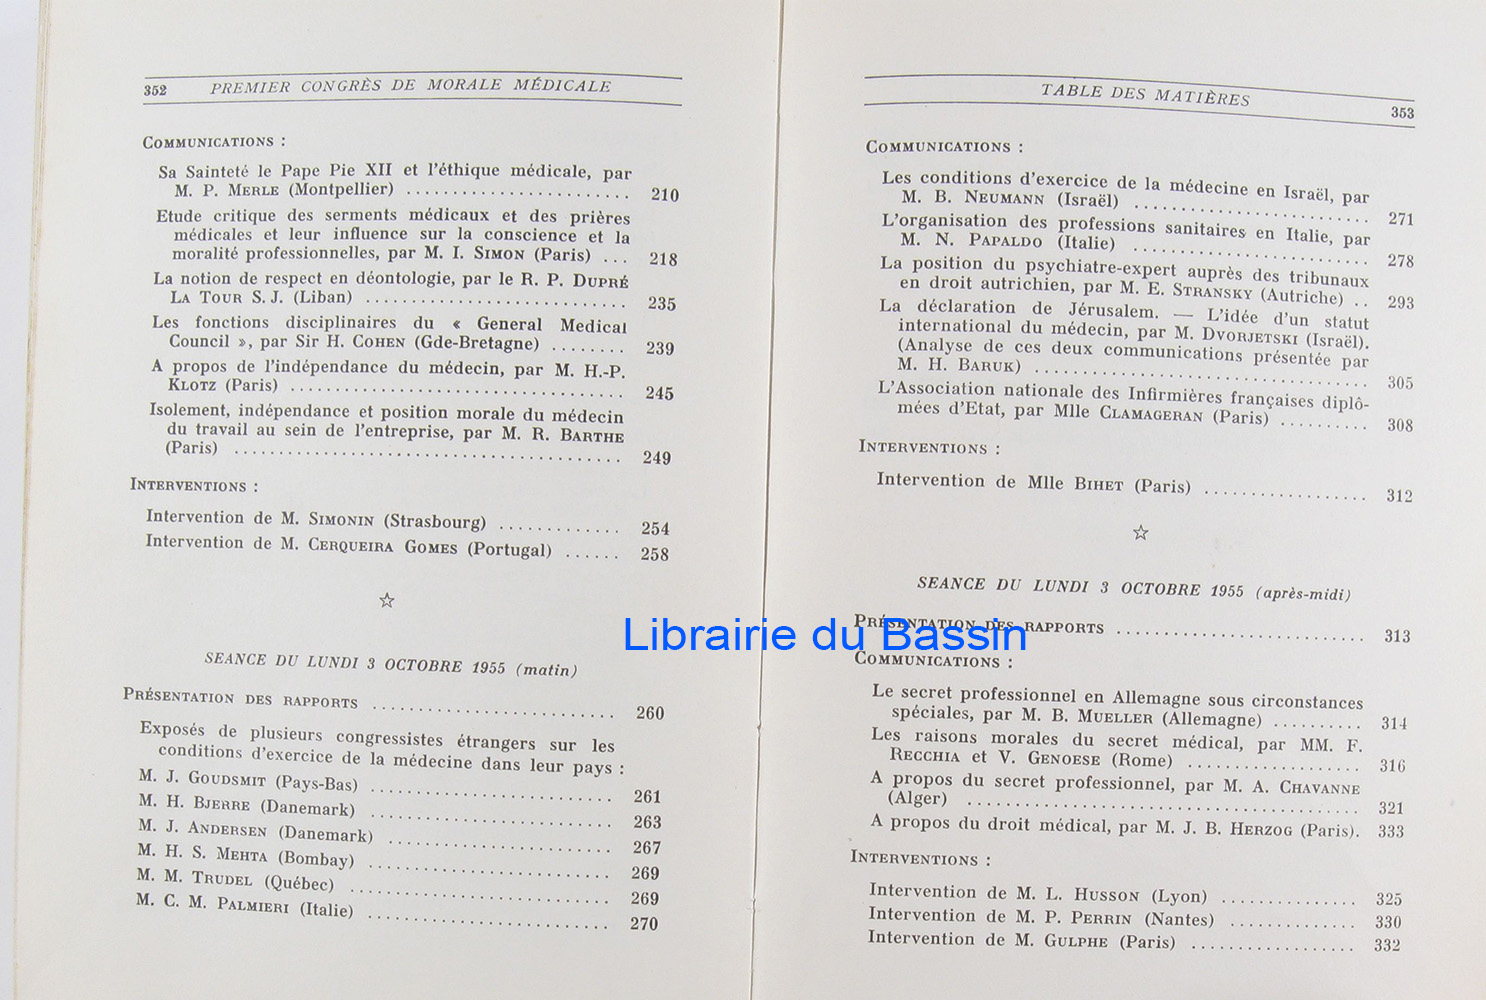 352 PREMIER CONGRÈS DE MORALE MÉDICALE
COMMUNICATIONS :
Sa Sainteté le Pape Pie XII et l'éthique médicale, par
M. P. MERLE (Montpellier) ........................ 210
Etude critique des serments médicaux et des prières
médicales et leur influence sur la conscience et la
moralité professionnelles, par M. I. SIMON (Paris) ... 218
La notion de respect en déontologie, par le R. P. DUPRÉ
LA TOUR S. J. (Liban) ............................. 235
Les fonctions disciplinaires du « General Medical
Council », par Sir H. COHEN (Gde-Bretagne) ........ 239
A propos de l'indépendance du médecin, par M. H.-P.
KLOTZ (Paris) ..................................... 245
Isolement, indépendance et position morale du médecin
du travail au sein de l'entreprise, par M. R. BARTHE
(Paris) ........................................... 249
INTERVENTIONS :
Intervention de M. SIMONIN (Strasbourg) ............. 254
Intervention de M. CERQUEIRA GOMES (Portugal) ...... 258
☆
SEANCE DU LUNDI 3 OCTOBRE 1955 (matin)
PRÉSENTATION DES RAPPORTS .......................... 260
Exposés de plusieurs congressistes étrangers sur les
conditions d'exercice de la médecine dans leur pays :
M. J. GOUDSMIT (Pays-Bas) .......................... 261
M. H. BJERRE (Danemark) .......................... 263
M. J. ANDERSEN (Danemark) ........................ 267
M. H. S. MEHTA (Bombay) .......................... 269
M. M. TRUDEL (Québec) ............................ 269
M. C. M. PALMIERI (Italie) .......................... 270
TABLE DES MATIÈRES 353
COMMUNICATIONS :
Les conditions d'exercice de la médecine en Israël, par
M. B. NEUMANN (Israël) ......................... 271
L'organisation des professions sanitaires en Italie, par
M. N. PAPALDO (Italie) ......................... 278
La position du psychiatre-expert auprès des tribunaux
en droit autrichien, par M. E. STRANSKY (Autriche) .. 293
La déclaration de Jérusalem. — L'idée d'un statut
international du médecin, par M. DVORJETSKI (Israël).
(Analyse de ces deux communications présentée par
M. H. BARUK) ................................... 305
L'Association nationale des Infirmières françaises diplô-
mées d'Etat, par Mlle CLAMAGERAN (Paris) .......... 308
INTERVENTIONS :
Intervention de Mlle BIHET (Paris) .................. 312
☆
SEANCE DU LUNDI 3 OCTOBRE 1955 (après-midi)
PRÉSENTATION DES RAPPORTS .......................... 313
Librairie du Bassin
COMMUNICATIONS :
Le secret professionnel en Allemagne sous circonstances
spéciales, par M. B. MUELLER (Allemagne) .......... 314
Les raisons morales du secret médical, par MM. F.
RECCHIA et V. GENOESE (Rome) ................... 316
A propos du secret professionnel, par M. A. CHAVANNE
(Alger) ......................................... 321
A propos du droit médical, par M. J. B. HERZOG (Paris). 333
INTERVENTIONS :
Intervention de M. L. HUSSON (Lyon) ............... 325
Intervention de M. P. PERRIN (Nantes) .............. 330
Intervention de M. GULPHE (Paris) .................. 332